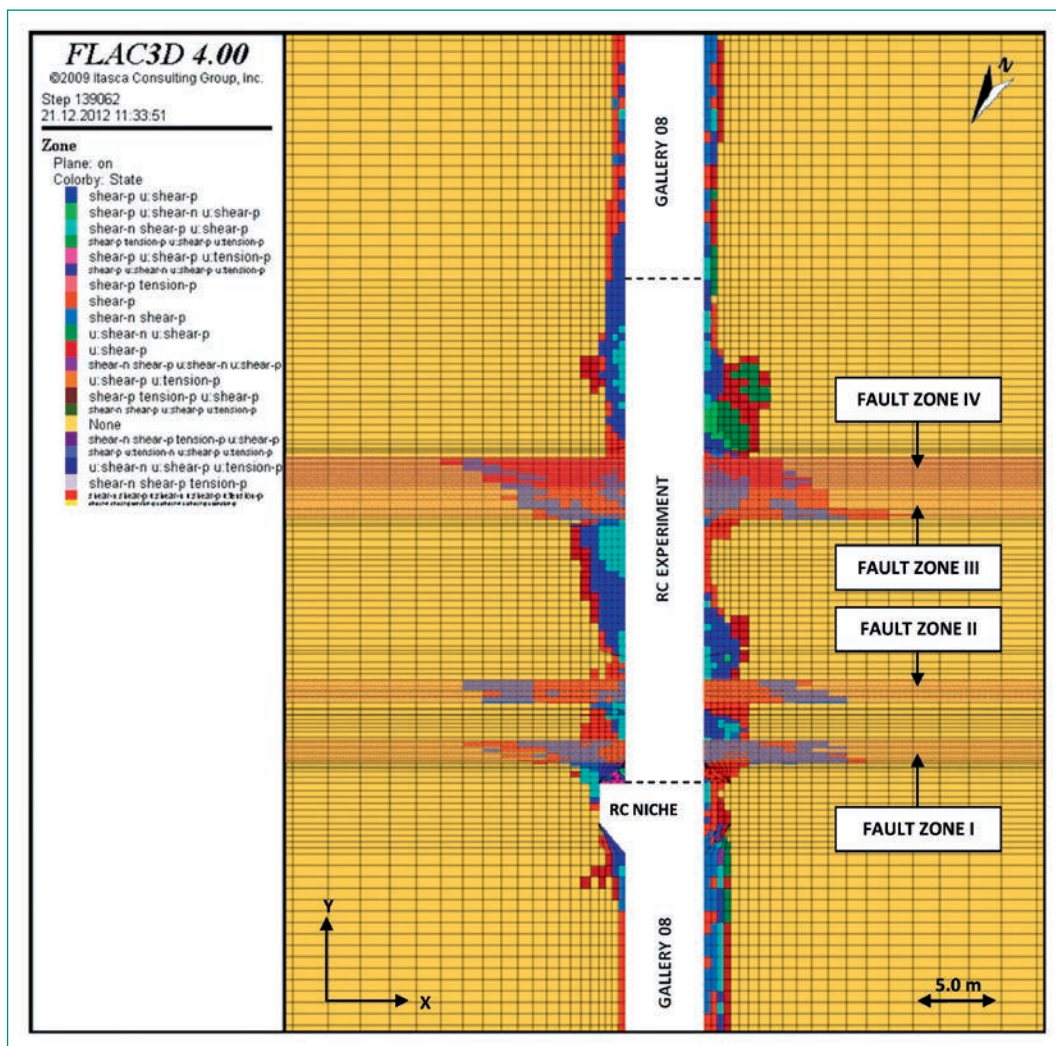 FLAC3D 4.00
©2009 Itasca Consulting Group, Inc.
Step 139062
21.12.2012 11:33:51
Zone
Plane: on
Colorby: State
shear-p u:shear-p
shear-p u:shear-n u:shear-p
shear-n shear-p u:shear-p
shear-p tension-p u:shear-p u:tension-p
shear-p u:shear-p u:tension-p
shear-p u:shear-n u:shear-p u:tension-p
shear-p tension-p
shear-p
shear-n shear-p
u:shear-n u:shear-p
u:shear-p
shear-n shear-p u:shear-n u:shear-p
u:shear-p u:tension-p
shear-p tension-p u:shear-p
shear-n shear-p u:shear-p u:tension-p
None
shear-n shear-p tension-p u:shear-p
shear-p u:tension-n u:shear-p u:tension-p
u:shear-n u:shear-p u:tension-p
shear-n shear-p tension-p
GALLERY 08
N
FAULT ZONE IV
RC EXPERIMENT
FAULT ZONE III
FAULT ZONE II
RC NICHE
FAULT ZONE I
GALLERY 08
Y
X
5.0 m